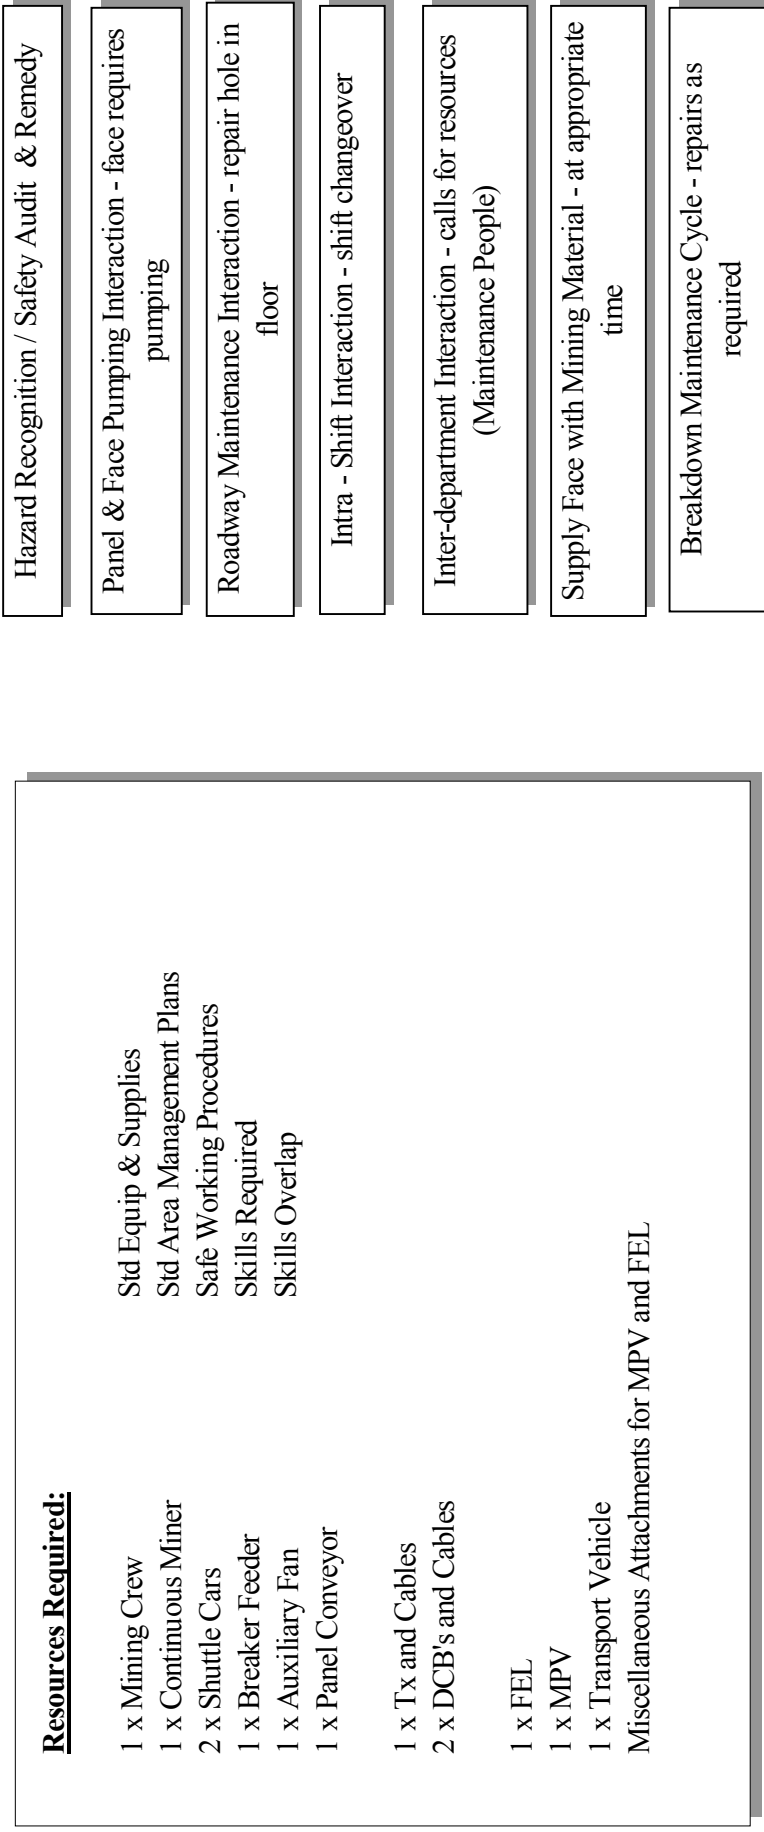 Resources Required:
1 x Mining Crew
1 x Continuous Miner
2 x Shuttle Cars
1 x Breaker Feeder
1 x Auxiliary Fan
1 x Panel Conveyor
1 x Tx and Cables
2 x DCB's and Cables
1 x FEL
1 x MPV
1 x Transport Vehicle
Miscellaneous Attachments for MPV and FEL
Std Equip & Supplies
Std Area Management Plans
Safe Working Procedures
Skills Required
Skills Overlap
Hazard Recognition / Safety Audit & Remedy
Panel & Face Pumping Interaction - face requires
pumping
Roadway Maintenance Interaction - repair hole in
floor
Intra - Shift Interaction - shift changeover
Inter-department Interaction - calls for resources
(Maintenance People)
Supply Face with Mining Material - at appropriate
time
Breakdown Maintenance Cycle - repairs as
required